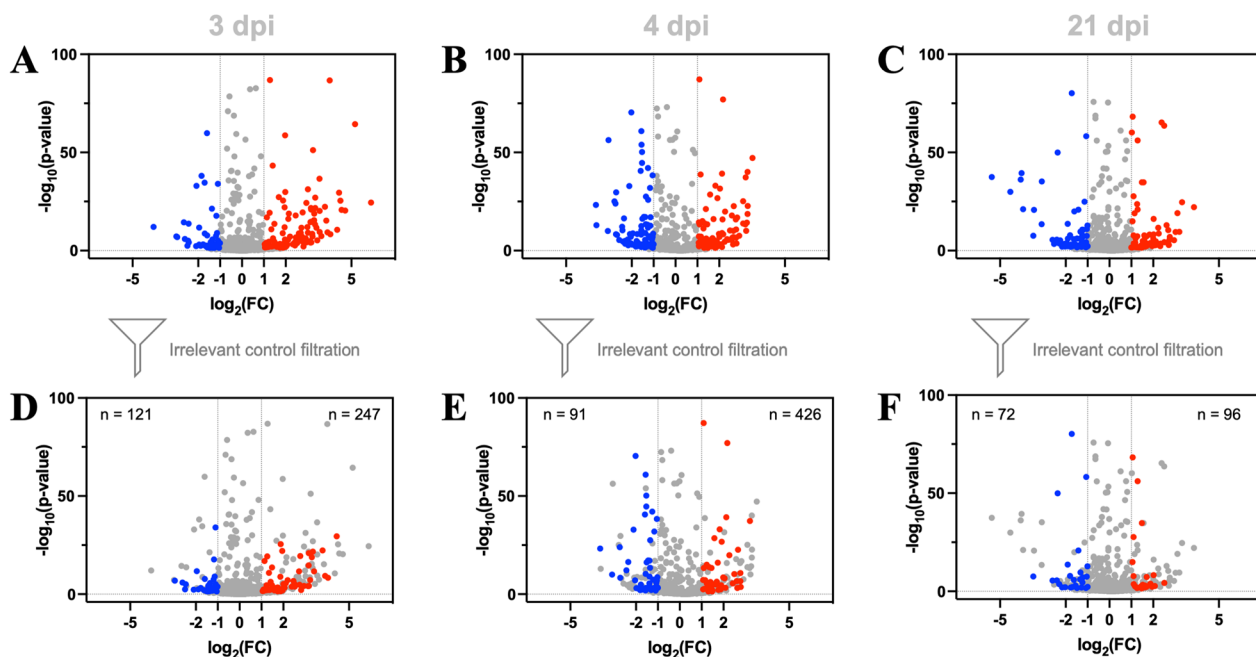 3 dpi
4 dpi
21 dpi
A
100
50
0
-log10(p-value)
-5 -2 -1 0 1 2 5
log2(FC)
B
100
50
0
-log10(p-value)
-5 -2 -1 0 1 2 5
log2(FC)
C
100
50
0
-log10(p-value)
-5 -2 -1 0 1 2 5
log2(FC)
Irrelevant control filtration
Irrelevant control filtration
Irrelevant control filtration
D
100
50
0
-log10(p-value)
n = 121
n = 247
-5 -2 -1 0 1 2 5
log2(FC)
E
100
50
0
-log10(p-value)
n = 91
n = 426
-5 -2 -1 0 1 2 5
log2(FC)
F
100
50
0
-log10(p-value)
n = 72
n = 96
-5 -2 -1 0 1 2 5
log2(FC)